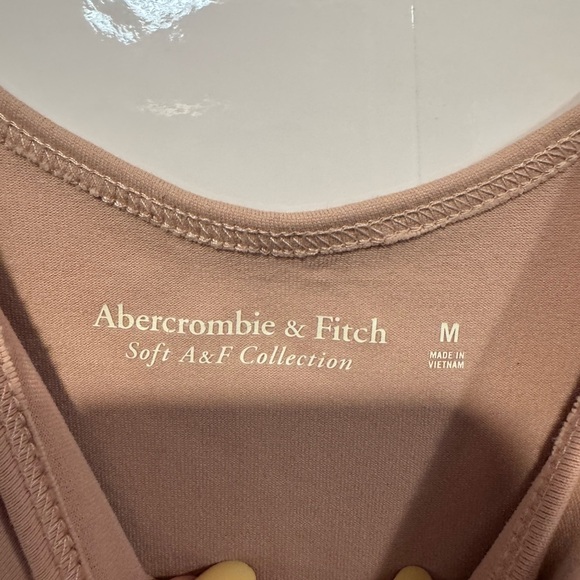 Abercrombie & Fitch
Soft A&F Collection
M
MADE IN
VIETNAM